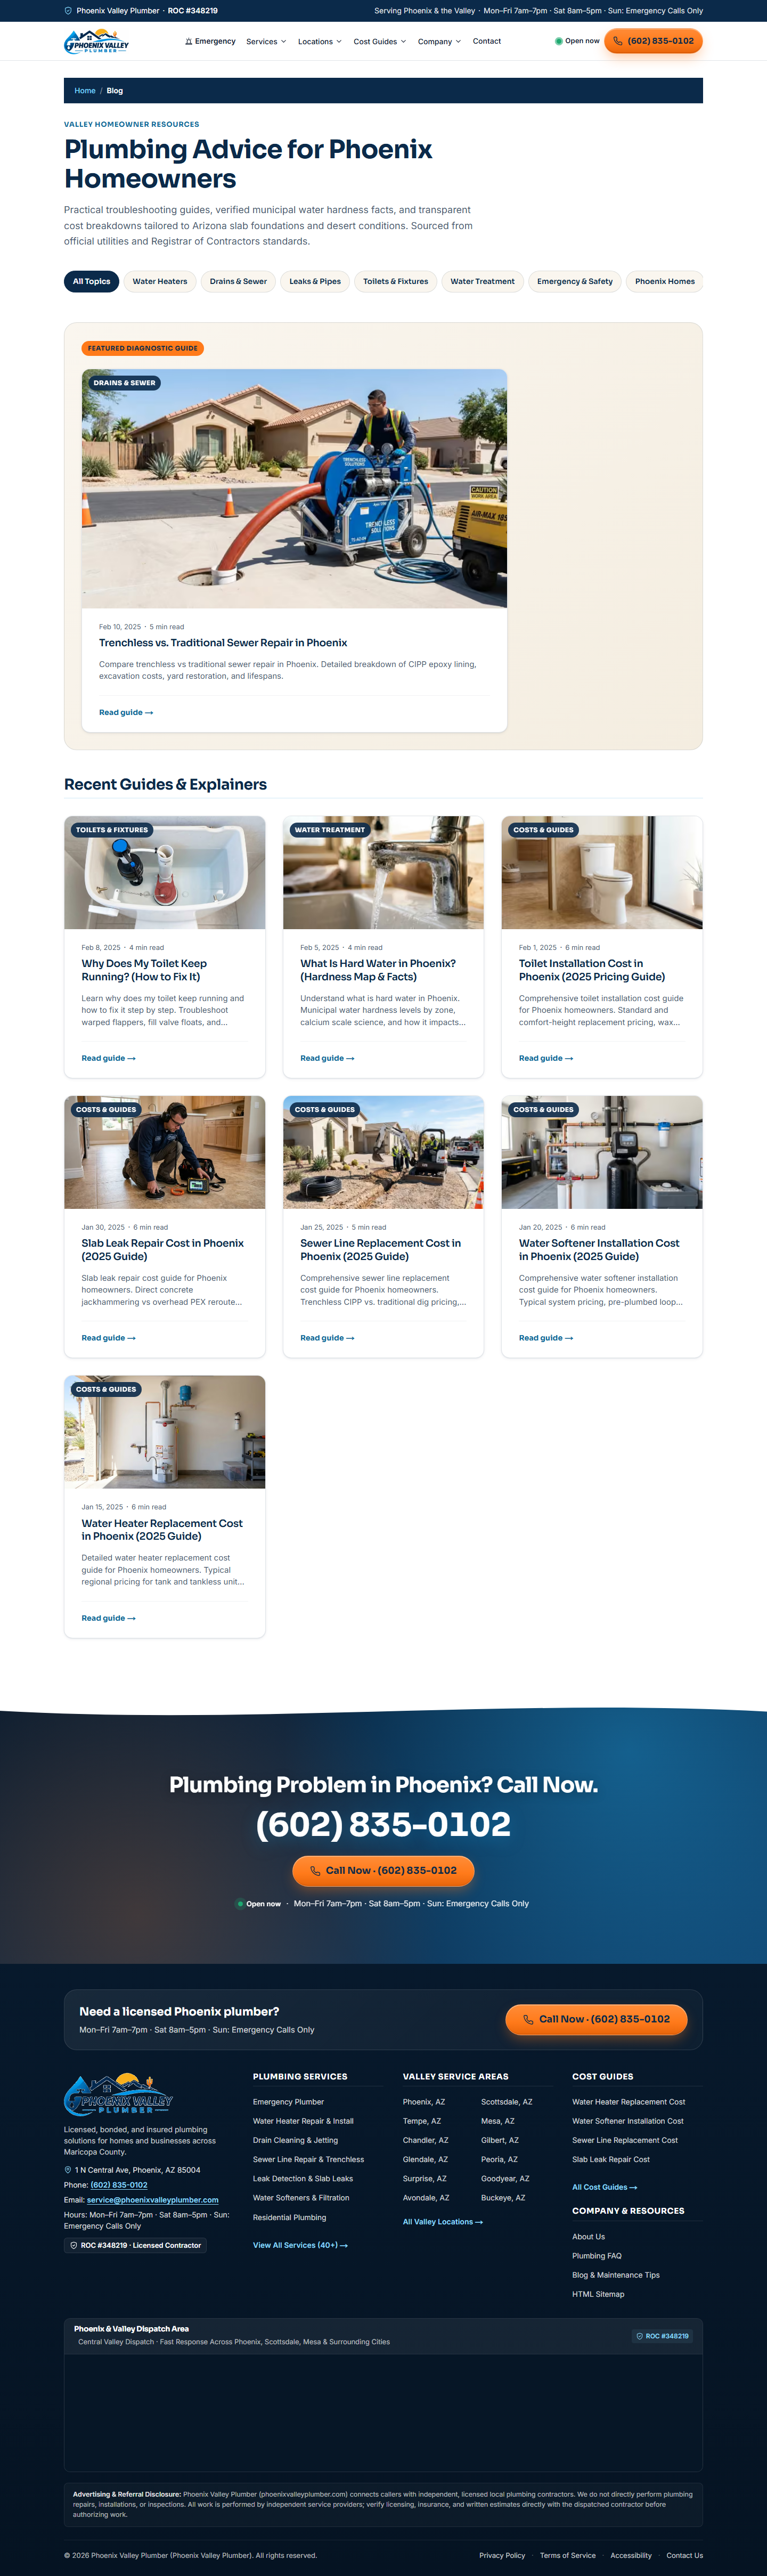 Phoenix Valley Plumber · ROC #348219
Serving Phoenix & the Valley · Mon–Fri 7am–7pm · Sat 8am–5pm · Sun: Emergency Calls Only
PHOENIX VALLEY
PLUMBER
Emergency
Services
Locations
Cost Guides
Company
Contact
Open now
(602) 835-0102
Home / Blog
VALLEY HOMEOWNER RESOURCES
Plumbing Advice for Phoenix
Homeowners
Practical troubleshooting guides, verified municipal water hardness facts, and transparent
cost breakdowns tailored to Arizona slab foundations and desert conditions. Sourced from
official utilities and Registrar of Contractors standards.
All Topics
Water Heaters
Drains & Sewer
Leaks & Pipes
Toilets & Fixtures
Water Treatment
Emergency & Safety
Phoenix Homes
FEATURED DIAGNOSTIC GUIDE
DRAINS & SEWER
TRENCHLESS
SOLUTIONS
CAUTION
WORK AREA
AIR-MAX 185
TRENCHLESS
SOLUTIONS
Feb 10, 2025 · 5 min read
Trenchless vs. Traditional Sewer Repair in Phoenix
Compare trenchless vs traditional sewer repair in Phoenix. Detailed breakdown of CIPP epoxy lining,
excavation costs, yard restoration, and lifespans.
Read guide →
Recent Guides & Explainers
TOILETS & FIXTURES
Feb 8, 2025 · 4 min read
Why Does My Toilet Keep
Running? (How to Fix It)
Learn why does my toilet keep running and
how to fix it step by step. Troubleshoot
warped flappers, fill valve floats, and...
Read guide →
WATER TREATMENT
Feb 5, 2025 · 4 min read
What Is Hard Water in Phoenix?
(Hardness Map & Facts)
Understand what is hard water in Phoenix.
Municipal water hardness levels by zone,
calcium scale science, and how it impacts...
Read guide →
COSTS & GUIDES
Feb 1, 2025 · 6 min read
Toilet Installation Cost in
Phoenix (2025 Pricing Guide)
Comprehensive toilet installation cost guide
for Phoenix homeowners. Standard and
comfort-height replacement pricing, wax...
Read guide →
COSTS & GUIDES
Jan 30, 2025 · 6 min read
Slab Leak Repair Cost in Phoenix
(2025 Guide)
Slab leak repair cost guide for Phoenix
homeowners. Direct concrete
jackhammering vs overhead PEX reroute...
Read guide →
COSTS & GUIDES
Jan 25, 2025 · 5 min read
Sewer Line Replacement Cost in
Phoenix (2025 Guide)
Comprehensive sewer line replacement
cost guide for Phoenix homeowners.
Trenchless CIPP vs. traditional dig pricing,...
Read guide →
COSTS & GUIDES
Jan 20, 2025 · 6 min read
Water Softener Installation Cost
in Phoenix (2025 Guide)
Comprehensive water softener installation
cost guide for Phoenix homeowners.
Typical system pricing, pre-plumbed loop...
Read guide →
COSTS & GUIDES
Jan 15, 2025 · 6 min read
Water Heater Replacement Cost
in Phoenix (2025 Guide)
Detailed water heater replacement cost
guide for Phoenix homeowners. Typical
regional pricing for tank and tankless unit...
Read guide →
Plumbing Problem in Phoenix? Call Now.
(602) 835-0102
Call Now · (602) 835-0102
Open now · Mon–Fri 7am–7pm · Sat 8am–5pm · Sun: Emergency Calls Only
Need a licensed Phoenix plumber?
Mon–Fri 7am–7pm · Sat 8am–5pm · Sun: Emergency Calls Only
Call Now · (602) 835-0102
PHOENIX VALLEY
PLUMBER
Licensed, bonded, and insured plumbing
solutions for homes and businesses across
Maricopa County.
1 N Central Ave, Phoenix, AZ 85004
Phone: (602) 835-0102
Email: service@phoenixvalleyplumber.com
Hours: Mon–Fri 7am–7pm · Sat 8am–5pm · Sun:
Emergency Calls Only
ROC #348219 · Licensed Contractor
PLUMBING SERVICES
Emergency Plumber
Water Heater Repair & Install
Drain Cleaning & Jetting
Sewer Line Repair & Trenchless
Leak Detection & Slab Leaks
Water Softeners & Filtration
Residential Plumbing
View All Services (40+) →
VALLEY SERVICE AREAS
Phoenix, AZ
Scottsdale, AZ
Tempe, AZ
Mesa, AZ
Chandler, AZ
Gilbert, AZ
Glendale, AZ
Peoria, AZ
Surprise, AZ
Goodyear, AZ
Avondale, AZ
Buckeye, AZ
All Valley Locations →
COST GUIDES
Water Heater Replacement Cost
Water Softener Installation Cost
Sewer Line Replacement Cost
Slab Leak Repair Cost
All Cost Guides →
COMPANY & RESOURCES
About Us
Plumbing FAQ
Blog & Maintenance Tips
HTML Sitemap
Phoenix & Valley Dispatch Area
Central Valley Dispatch · Fast Response Across Phoenix, Scottsdale, Mesa & Surrounding Cities
ROC #348219
Advertising & Referral Disclosure: Phoenix Valley Plumber (phoenixvalleyplumber.com) connects callers with independent, licensed local plumbing contractors. We do not directly perform plumbing
repairs, installations, or inspections. All work is performed by independent service providers; verify licensing, insurance, and written estimates directly with the dispatched contractor before
authorizing work.
© 2026 Phoenix Valley Plumber (Phoenix Valley Plumber). All rights reserved.
Privacy Policy
Terms of Service
Accessibility
Contact Us